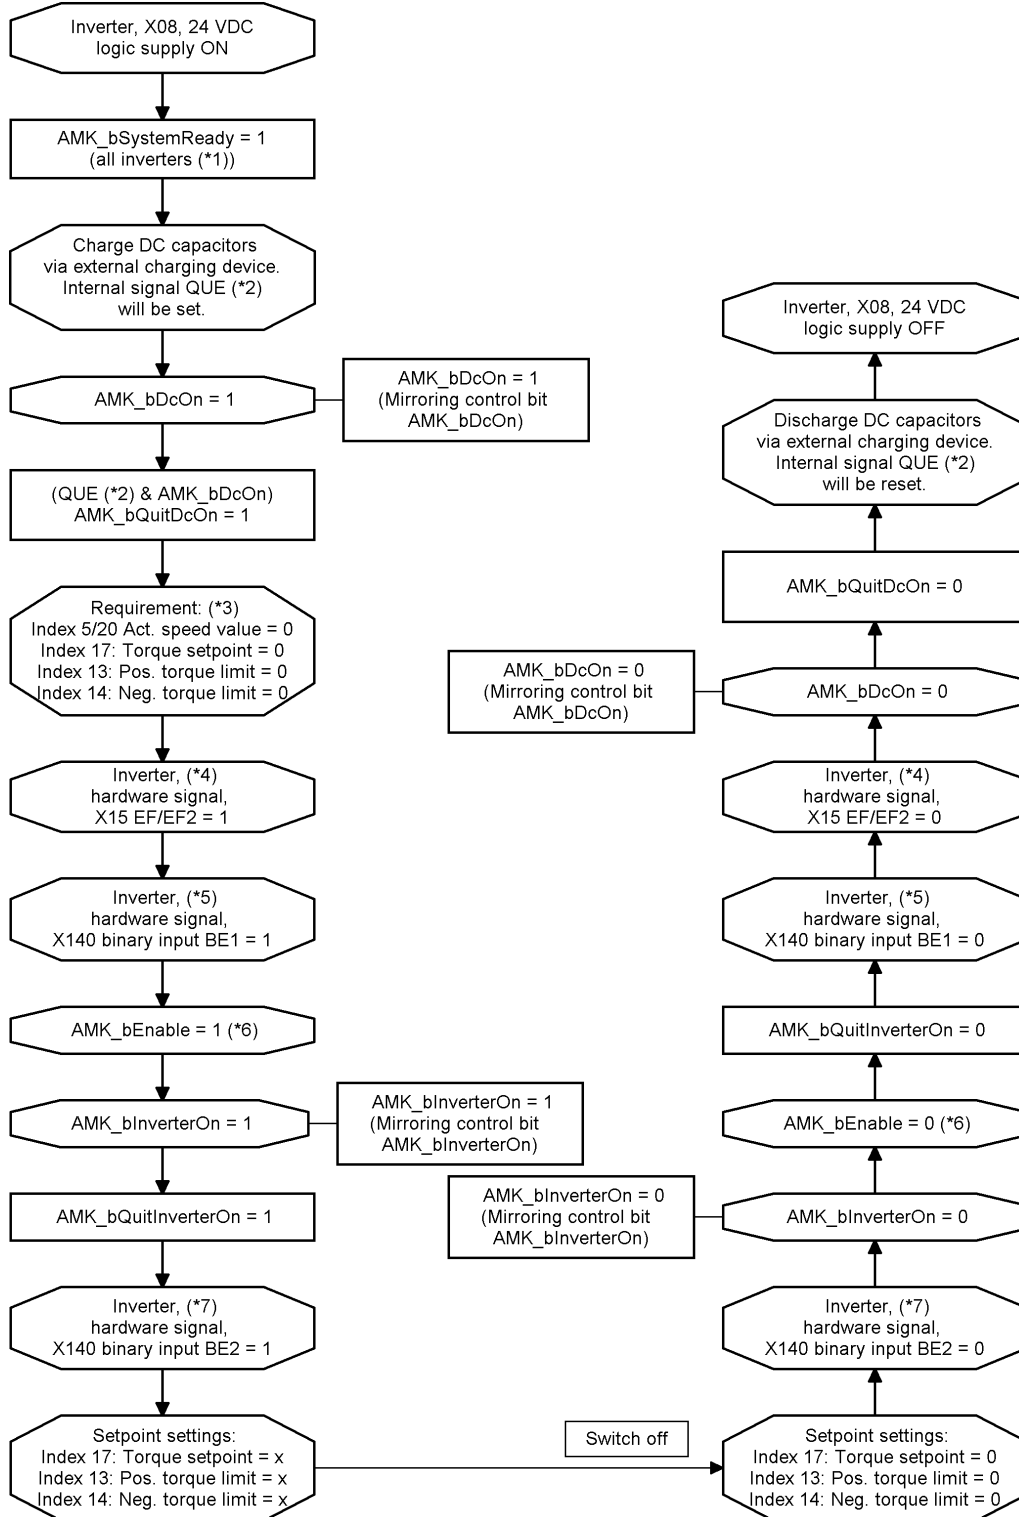 Inverter, X08, 24 VDC
logic supply ON
AMK_bSystemReady = 1
(all inverters (*1))
Charge DC capacitors
via external charging device.
Internal signal QUE (*2)
will be set.
AMK_bDcOn = 1
AMK_bDcOn = 1
(Mirroring control bit
AMK_bDcOn)
(QUE (*2) & AMK_bDcOn)
AMK_bQuitDcOn = 1
Requirement: (*3)
Index 5/20 Act. speed value = 0
Index 17: Torque setpoint = 0
Index 13: Pos. torque limit = 0
Index 14: Neg. torque limit = 0
Inverter, (*4)
hardware signal,
X15 EF/EF2 = 1
Inverter, (*5)
hardware signal,
X140 binary input BE1 = 1
AMK_bEnable = 1 (*6)
AMK_bInverterOn = 1
AMK_bInverterOn = 1
(Mirroring control bit
AMK_bInverterOn)
AMK_bQuitInverterOn = 1
Inverter, (*7)
hardware signal,
X140 binary input BE2 = 1
Setpoint settings:
Index 17: Torque setpoint = x
Index 13: Pos. torque limit = x
Index 14: Neg. torque limit = x
Switch off
Setpoint settings:
Index 17: Torque setpoint = 0
Index 13: Pos. torque limit = 0
Index 14: Neg. torque limit = 0
Inverter, (*7)
hardware signal,
X140 binary input BE2 = 0
AMK_bInverterOn = 0
AMK_bInverterOn = 0
(Mirroring control bit
AMK_bInverterOn)
AMK_bEnable = 0 (*6)
AMK_bQuitInverterOn = 0
Inverter, (*5)
hardware signal,
X140 binary input BE1 = 0
Inverter, (*4)
hardware signal,
X15 EF/EF2 = 0
AMK_bDcOn = 0
AMK_bDcOn = 0
(Mirroring control bit
AMK_bDcOn)
AMK_bQuitDcOn = 0
Discharge DC capacitors
via external charging device.
Internal signal QUE (*2)
will be reset.
Inverter, X08, 24 VDC
logic supply OFF